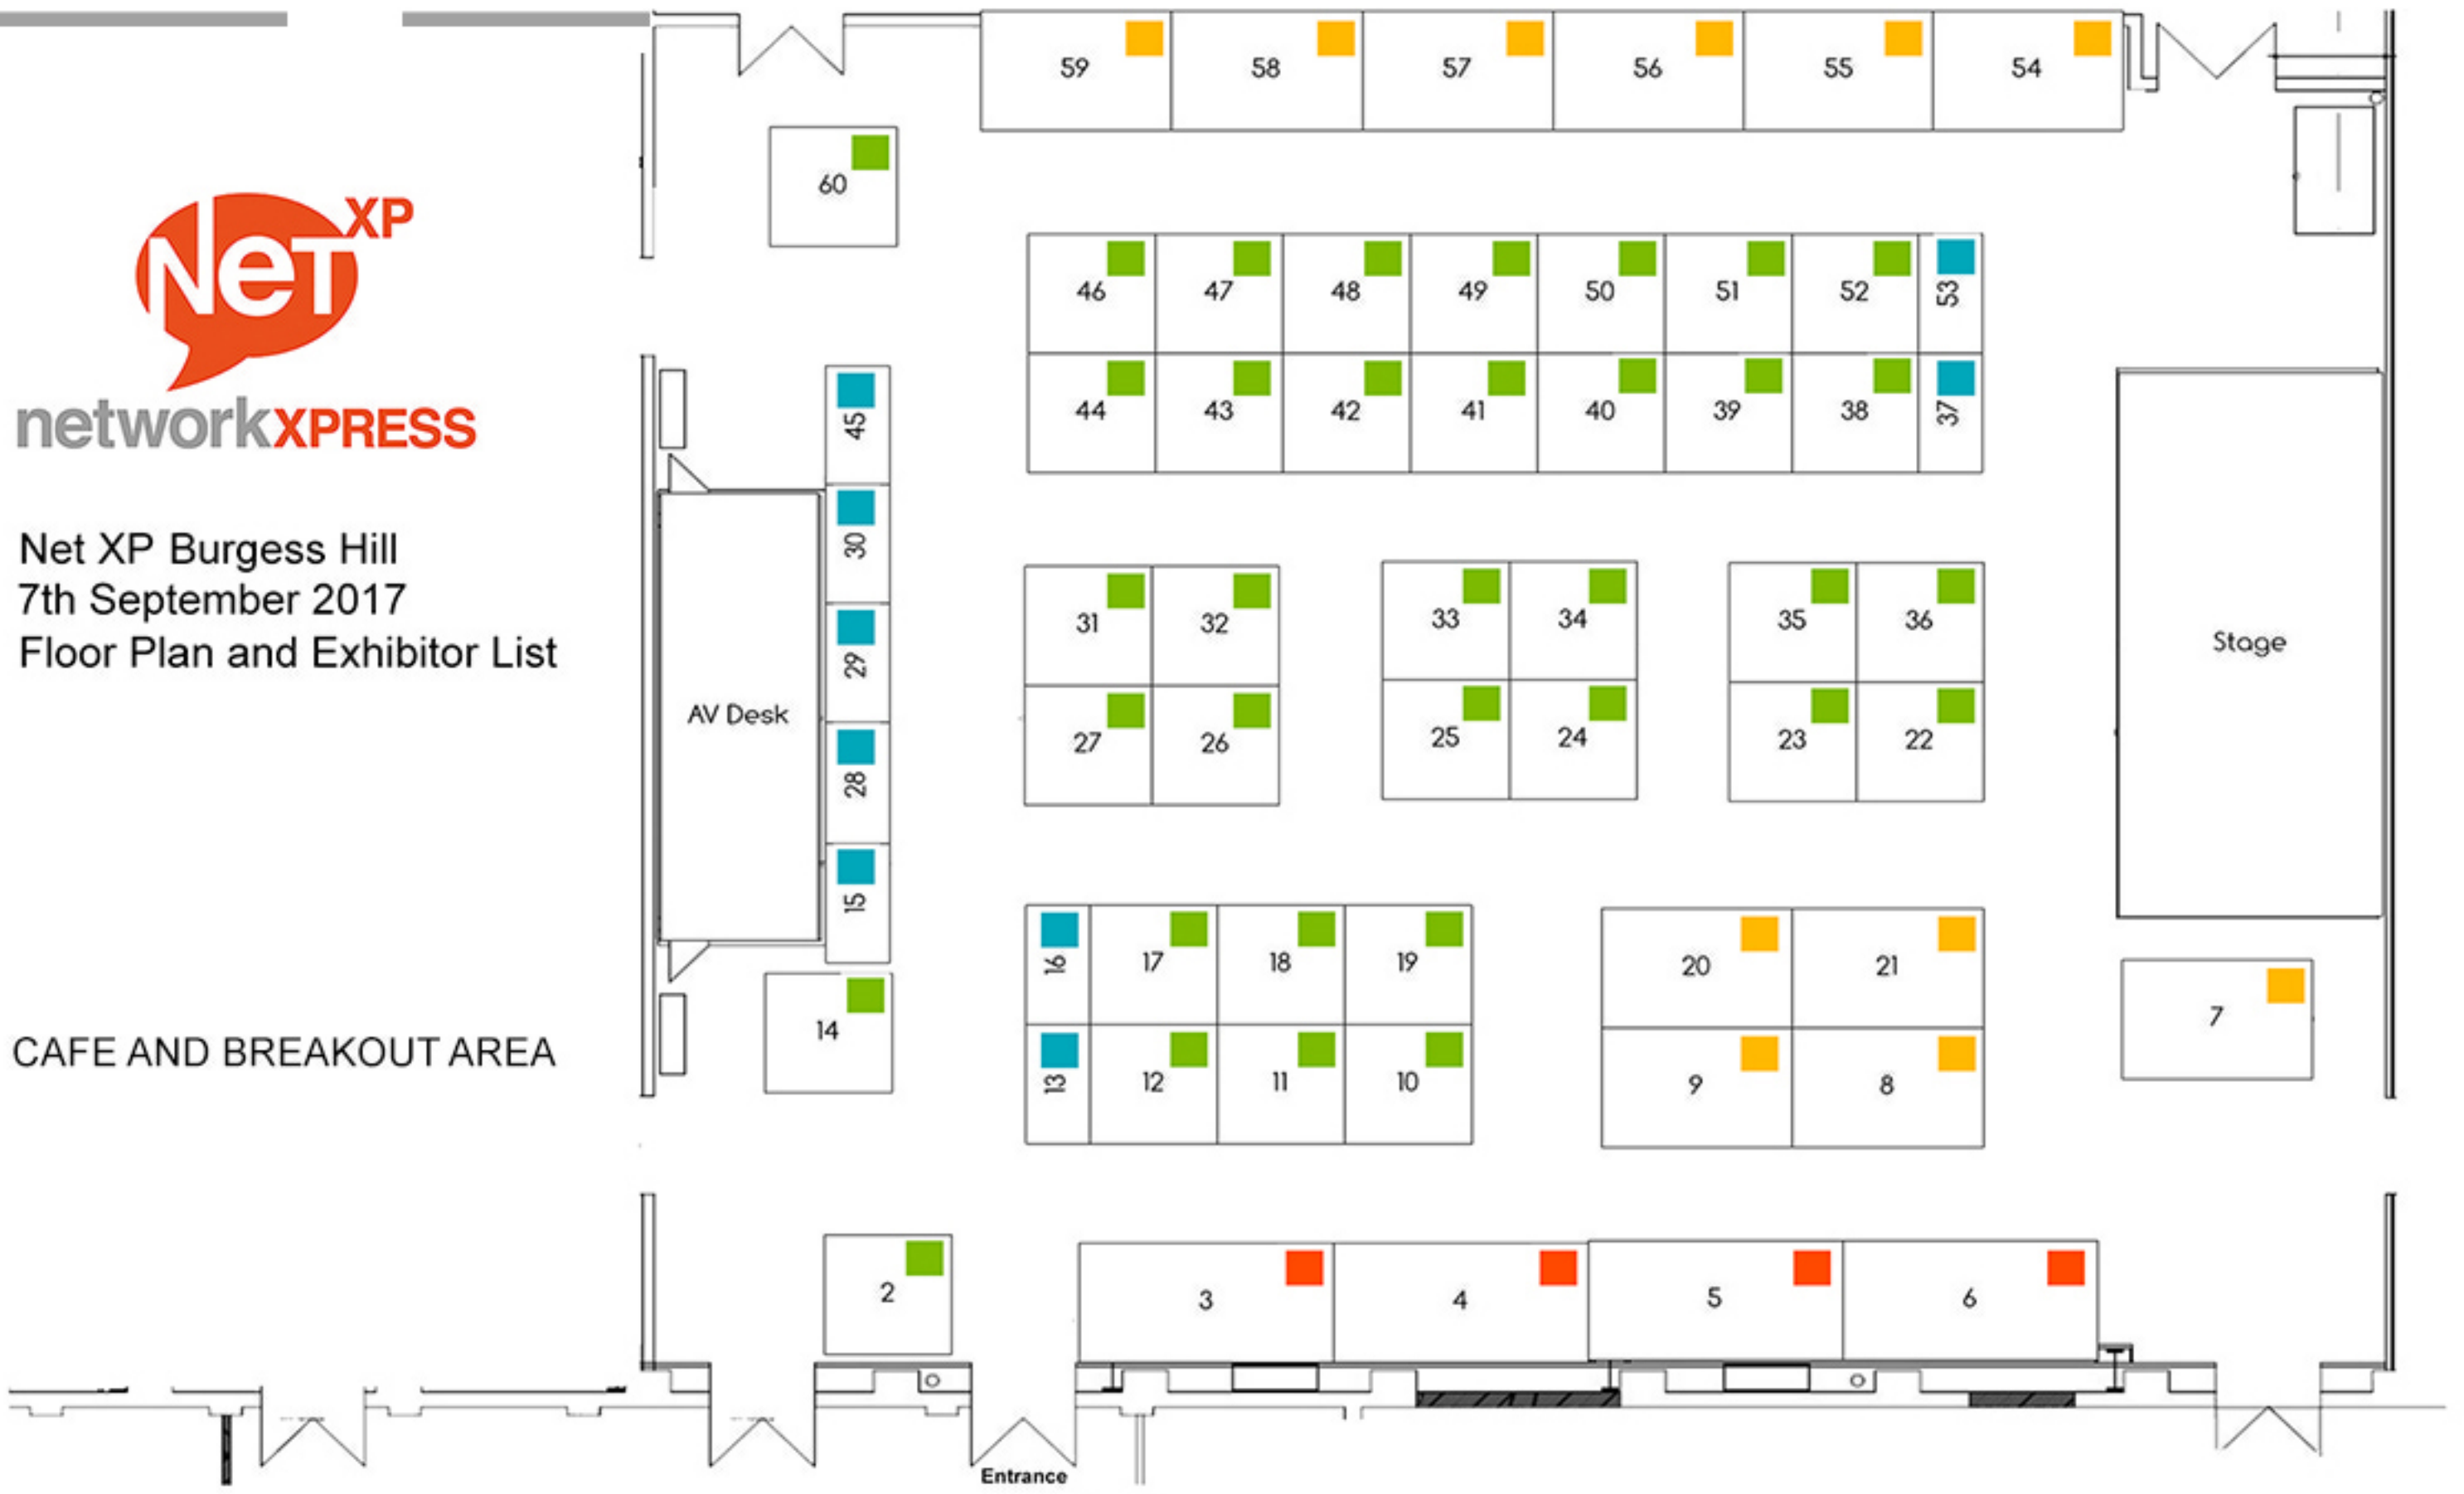 59 58 57 56 55 54
60
NeT XP
networkXPRESS
46 47 48 49 50 51 52 53
44 43 42 41 40 39 38 37
45
30
29
28
15
Net XP Burgess Hill
7th September 2017
Floor Plan and Exhibitor List
31 32 33 34 35 36
27 26 25 24 23 22
AV Desk
Stage
16 17 18 19 20 21
7
14
13 12 11 10 9 8
CAFE AND BREAKOUT AREA
2 3 4 5 6
Entrance